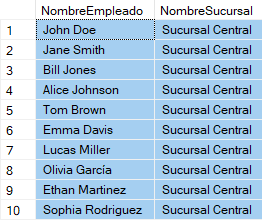 NombreEmpleado NombreSucursal
1 John Doe Sucursal Central
2 Jane Smith Sucursal Central
3 Bill Jones Sucursal Central
4 Alice Johnson Sucursal Central
5 Tom Brown Sucursal Central
6 Emma Davis Sucursal Central
7 Lucas Miller Sucursal Central
8 Olivia García Sucursal Central
9 Ethan Martinez Sucursal Central
10 Sophia Rodriguez Sucursal Central